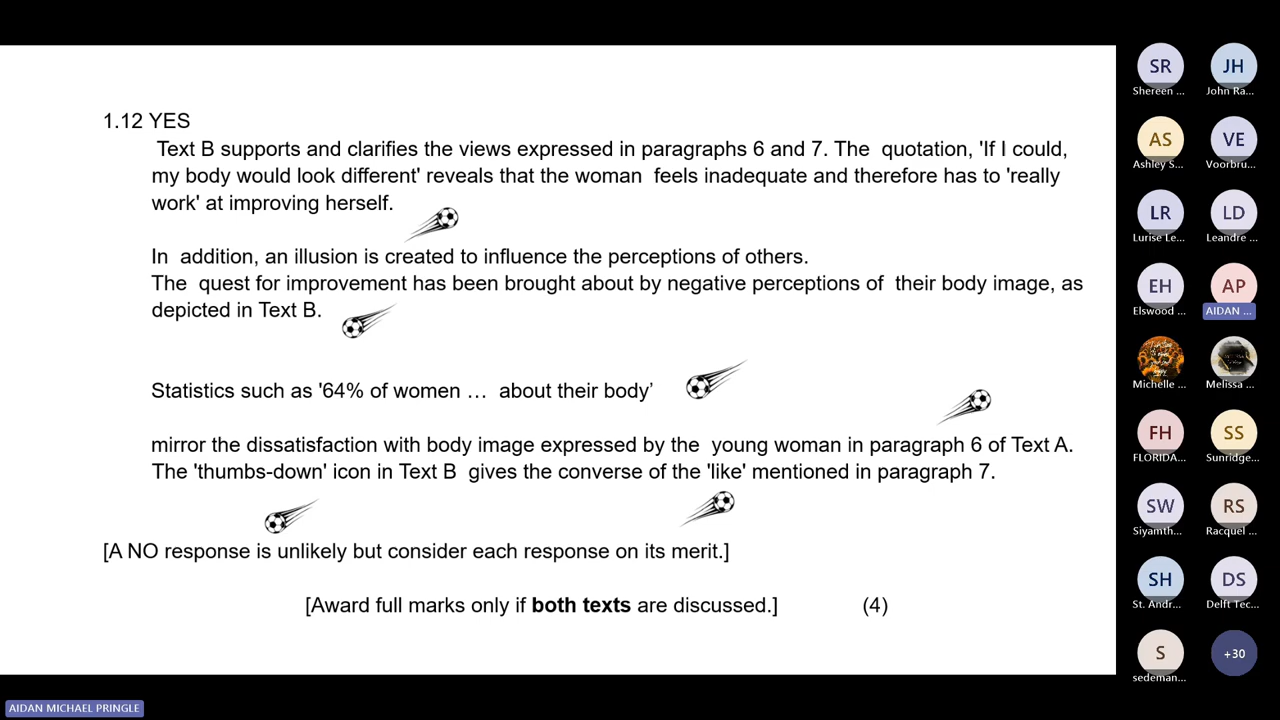 1.12 YES
Text B supports and clarifies the views expressed in paragraphs 6 and 7. The quotation, 'If I could,
my body would look different' reveals that the woman feels inadequate and therefore has to 'really
work' at improving herself.
In addition, an illusion is created to influence the perceptions of others.
The quest for improvement has been brought about by negative perceptions of their body image, as
depicted in Text B.
Statistics such as '64% of women … about their body’
mirror the dissatisfaction with body image expressed by the young woman in paragraph 6 of Text A.
The 'thumbs-down' icon in Text B gives the converse of the 'like' mentioned in paragraph 7.
[A NO response is unlikely but consider each response on its merit.]
[Award full marks only if both texts are discussed.] (4)
SR JH
Shereen ... John Ra...
AS VE
Ashley S... Voorbru...
LR LD
Lurise Le... Leandre ...
EH AP
Elswood ... AIDAN ...
Michelle ... Melissa ...
FH SS
FLORIDA... Sunridge...
SW RS
Siyamth... Racquel ...
SH DS
St. Andr... Delft Tec...
S +30
sedeman...
AIDAN MICHAEL PRINGLE